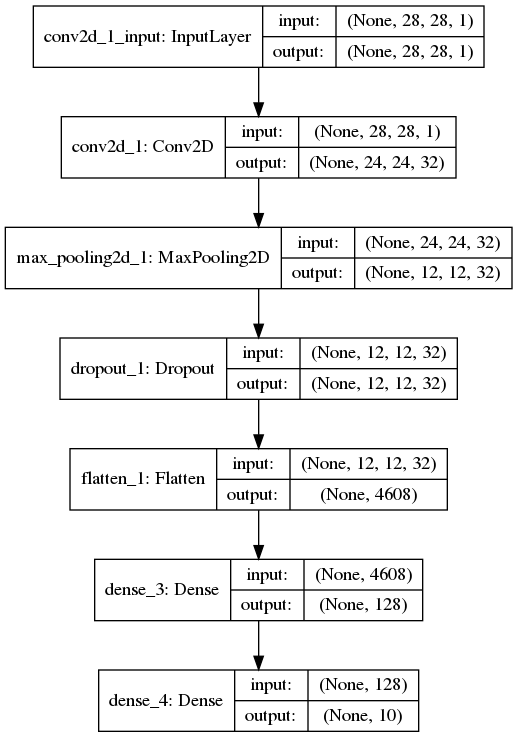 conv2d_1_input: InputLayer input: (None, 28, 28, 1)
output: (None, 28, 28, 1)
conv2d_1: Conv2D input: (None, 28, 28, 1)
output: (None, 24, 24, 32)
max_pooling2d_1: MaxPooling2D input: (None, 24, 24, 32)
output: (None, 12, 12, 32)
dropout_1: Dropout input: (None, 12, 12, 32)
output: (None, 12, 12, 32)
flatten_1: Flatten input: (None, 12, 12, 32)
output: (None, 4608)
dense_3: Dense input: (None, 4608)
output: (None, 128)
dense_4: Dense input: (None, 128)
output: (None, 10)